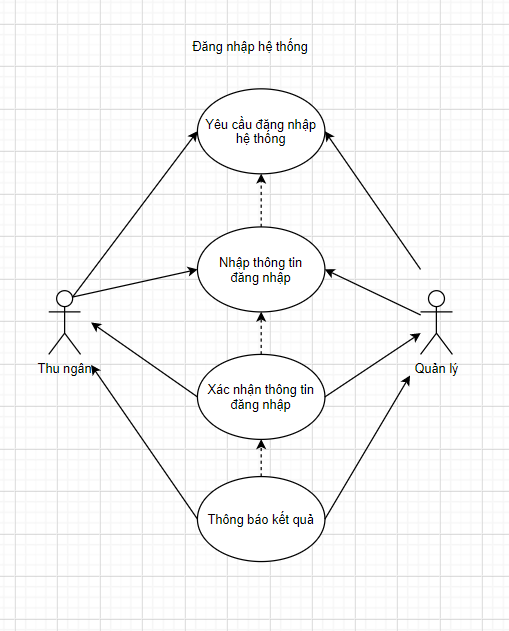 Đăng nhập hệ thống
Yêu cầu đặng nhập
hệ thống
Nhập thông tin
đăng nhập
Thu ngân
Quản lý
Xác nhận thông tin
đăng nhập
Thông báo kết quả